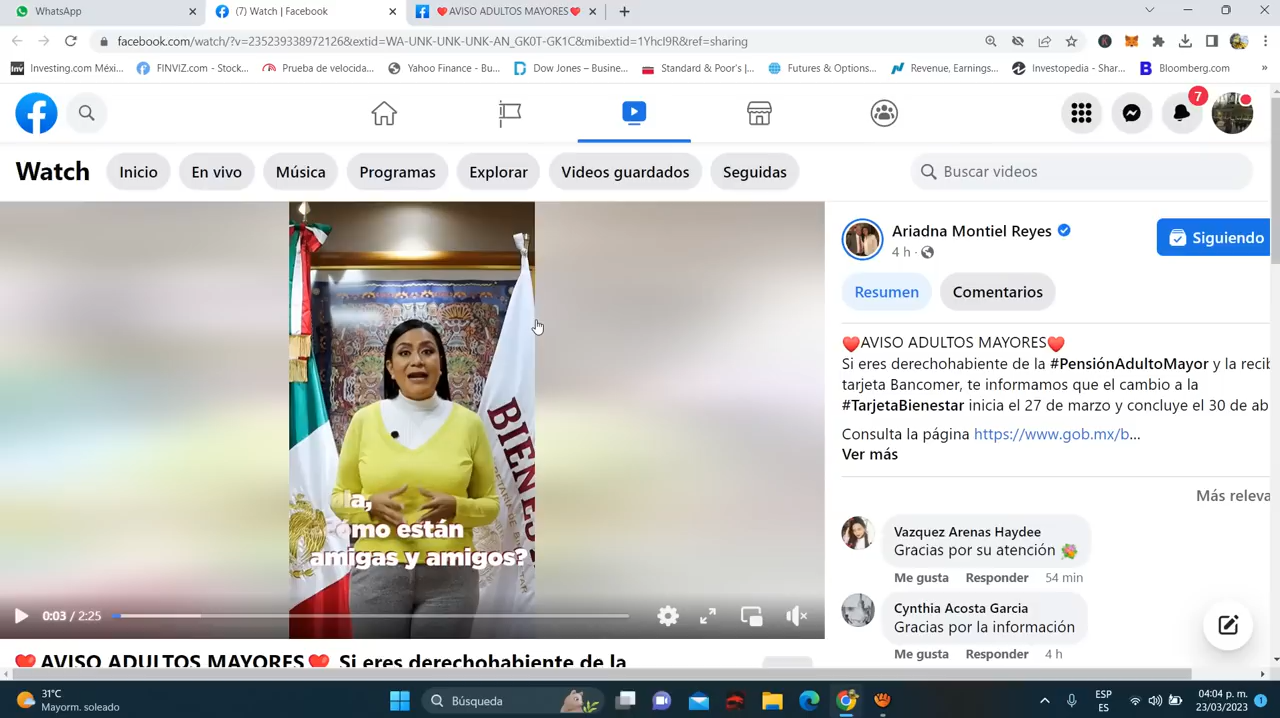 WhatsApp
(7) Watch | Facebook
❤️AVISO ADULTOS MAYORES❤️
facebook.com/watch/?v=235239338972126&extid=WA-UNK-UNK-UNK-AN_GK0T-GK1C&mibextid=1YhcI9R&ref=sharing
Investing.com Méxi...
FINVIZ.com - Stock...
Prueba de velocida...
Yahoo Finance - Bu...
Dow Jones – Busine...
Standard & Poor's |...
Futures & Options...
Revenue, Earnings...
Investopedia - Shar...
Bloomberg.com
»
7
Watch
Inicio
En vivo
Música
Programas
Explorar
Videos guardados
Seguidas
Buscar videos
Ariadna Montiel Reyes
4 h ·
Siguiendo
Resumen
Comentarios
❤️AVISO ADULTOS MAYORES❤️
Si eres derechohabiente de la #PensiónAdultoMayor y la recib
tarjeta Bancomer, te informamos que el cambio a la
#TarjetaBienestar inicia el 27 de marzo y concluye el 30 de ab
Consulta la página https://www.gob.mx/b...
Ver más
Más releva
Vazquez Arenas Haydee
Gracias por su atención 💐
Me gusta Responder 54 min
Cynthia Acosta Garcia
Gracias por la información
Me gusta Responder 4 h
BIENES
la,
cómo están
amigas y amigos?
0:03 / 2:25
❤️AVISO ADULTOS MAYORES❤️ Si eres derechohabiente de la
31°C
Mayorm. soleado
Búsqueda
ESP
ES
04:04 p. m.
23/03/2023
1